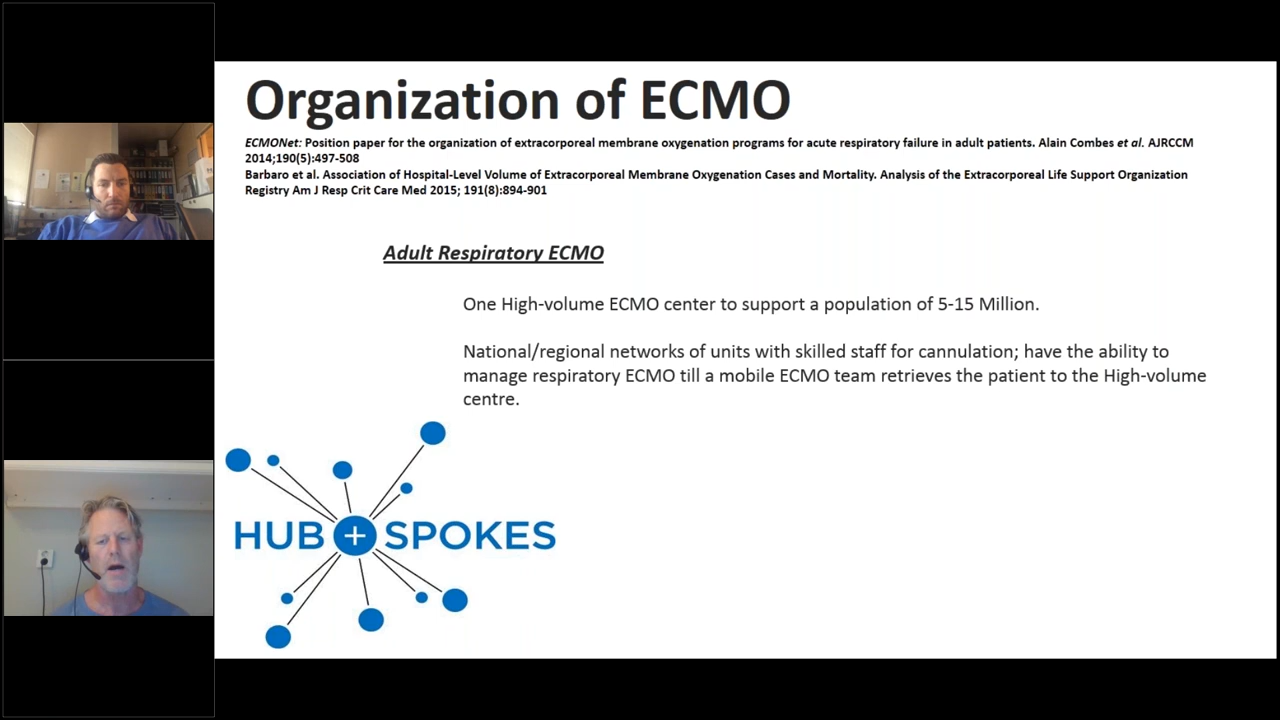 Organization of ECMO
ECMONet: Position paper for the organization of extracorporeal membrane oxygenation programs for acute respiratory failure in adult patients. Alain Combes et al. AJRCCM
2014;190(5):497-508
Barbaro et al. Association of Hospital-Level Volume of Extracorporeal Membrane Oxygenation Cases and Mortality. Analysis of the Extracorporeal Life Support Organization
Registry Am J Resp Crit Care Med 2015; 191(8):894-901
Adult Respiratory ECMO
One High-volume ECMO center to support a population of 5-15 Million.
National/regional networks of units with skilled staff for cannulation; have the ability to
manage respiratory ECMO till a mobile ECMO team retrieves the patient to the High-volume
centre.
HUB + SPOKES